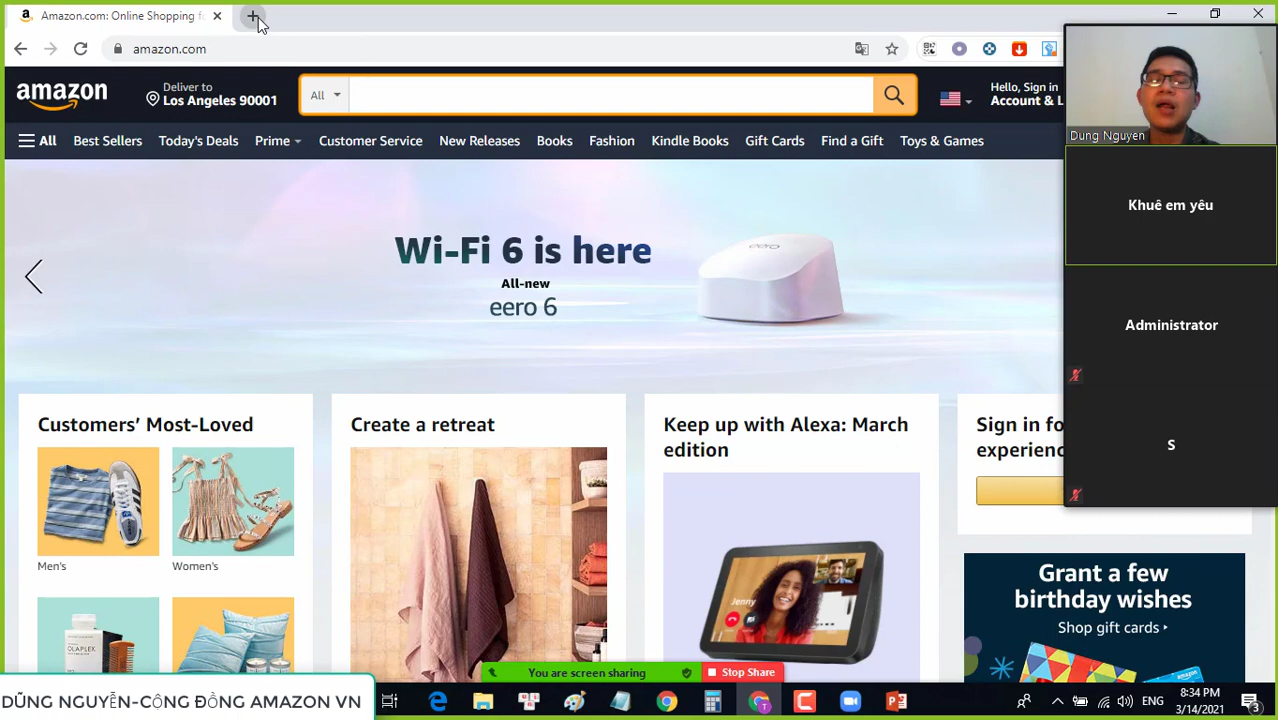 Amazon.com: Online Shopping fo
amazon.com
amazon
Deliver to
Los Angeles 90001
All
Hello, Sign in
Account & L
All
Best Sellers
Today's Deals
Prime
Customer Service
New Releases
Books
Fashion
Kindle Books
Gift Cards
Find a Gift
Toys & Games
Wi-Fi 6 is here
All-new
eero 6
eero
Customers' Most-Loved
Men's
Women's
OLAPLEX
Create a retreat
Keep up with Alexa: March
edition
Jenny
Sign in fo
experienc
Grant a few
birthday wishes
Shop gift cards
Dung Nguyen
Khuê em yêu
Administrator
S
You are screen sharing
Stop Share
DŨNG NGUYỄN-CỘNG ĐỒNG AMAZON VN
ENG
8:34 PM
3/14/2021
3